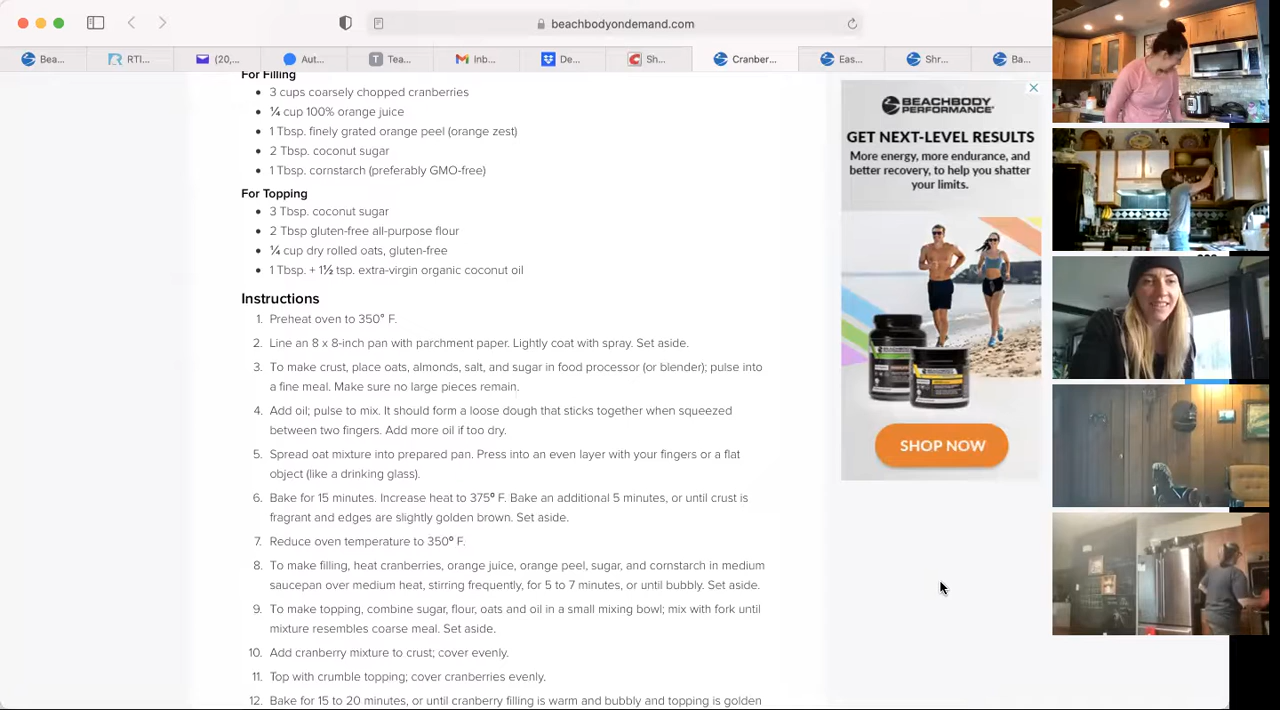 beachbodyondemand.com
Bea...
RTI...
(20,...
Aut...
Tea...
Inb...
De...
Sh...
Cranber...
Eas...
Shr...
Ba...
For Filling
• 3 cups coarsely chopped cranberries
• ¼ cup 100% orange juice
• 1 Tbsp. finely grated orange peel (orange zest)
• 2 Tbsp. coconut sugar
• 1 Tbsp. cornstarch (preferably GMO-free)
For Topping
• 3 Tbsp. coconut sugar
• 2 Tbsp gluten-free all-purpose flour
• ¼ cup dry rolled oats, gluten-free
• 1 Tbsp. + 1½ tsp. extra-virgin organic coconut oil
Instructions
1. Preheat oven to 350° F.
2. Line an 8 x 8-inch pan with parchment paper. Lightly coat with spray. Set aside.
3. To make crust, place oats, almonds, salt, and sugar in food processor (or blender); pulse into
a fine meal. Make sure no large pieces remain.
4. Add oil; pulse to mix. It should form a loose dough that sticks together when squeezed
between two fingers. Add more oil if too dry.
5. Spread oat mixture into prepared pan. Press into an even layer with your fingers or a flat
object (like a drinking glass).
6. Bake for 15 minutes. Increase heat to 375º F. Bake an additional 5 minutes, or until crust is
fragrant and edges are slightly golden brown. Set aside.
7. Reduce oven temperature to 350º F.
8. To make filling, heat cranberries, orange juice, orange peel, sugar, and cornstarch in medium
saucepan over medium heat, stirring frequently, for 5 to 7 minutes, or until bubbly. Set aside.
9. To make topping, combine sugar, flour, oats and oil in a small mixing bowl; mix with fork until
mixture resembles coarse meal. Set aside.
10. Add cranberry mixture to crust; cover evenly.
11. Top with crumble topping; cover cranberries evenly.
12. Bake for 15 to 20 minutes, or until cranberry filling is warm and bubbly and topping is golden
BEACHBODY
PERFORMANCE
GET NEXT-LEVEL RESULTS
More energy, more endurance, and
better recovery, to help you shatter
your limits.
SHOP NOW